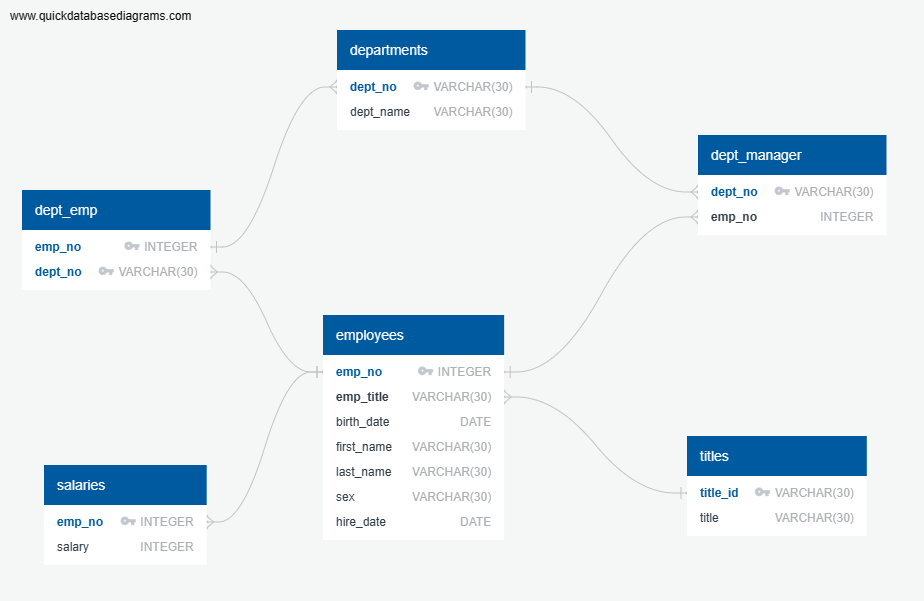 www.quickdatabasediagrams.com
departments
dept_no VARCHAR(30)
dept_name VARCHAR(30)
dept_manager
dept_no VARCHAR(30)
emp_no INTEGER
dept_emp
emp_no INTEGER
dept_no VARCHAR(30)
employees
emp_no INTEGER
emp_title VARCHAR(30)
birth_date DATE
first_name VARCHAR(30)
last_name VARCHAR(30)
sex VARCHAR(30)
hire_date DATE
titles
title_id VARCHAR(30)
title VARCHAR(30)
salaries
emp_no INTEGER
salary INTEGER